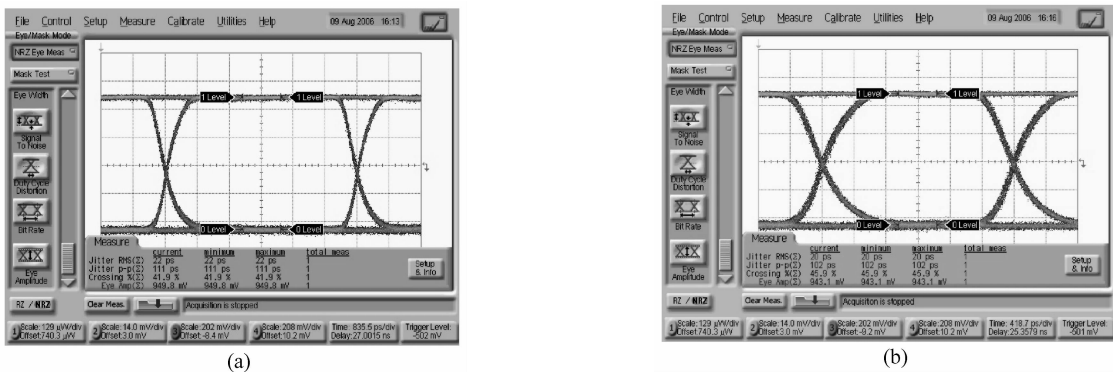 File Control Setup Measure Calibrate Utilities Help 09 Aug 2006 16:13
Eye/Mask Mode
NRZ Eye Meas
Mask Test
Eye Width
Signal
To Noise
Duty Cycle
Distortion
Bit Rate
Eye
Amplitude
RZ / NRZ
1 Level 1 Level
0 Level 0 Level
Measure
current minimum maximum total meas
Jitter RMS(Σ) 22 ps 22 ps 22 ps 1
Jitter p-p(Σ) 111 ps 111 ps 111 ps 1
Crossing %(Σ) 41.9 % 41.9 % 41.9 % 1
Eye Amp(Σ) 949.8 mV 949.8 mV 949.8 mV 1
Setup
& Info
Clear Meas. Acquisition is stopped
1 Scale: 129 µW/div 2 Scale: 14.0 mV/div 3 Scale: 202 mV/div 4 Scale: 208 mV/div Time: 835.5 ps/div Trigger Level:
Offset: 740.3 µW Offset: 3.0 mV Offset: -8.4 mV Offset: 10.2 mV Delay: 27.0015 ns -502 mV
(a)
File Control Setup Measure Calibrate Utilities Help 09 Aug 2006 16:16
Eye/Mask Mode
NRZ Eye Meas
Mask Test
Eye Width
Signal
To Noise
Duty Cycle
Distortion
Bit Rate
Eye
Amplitude
RZ / NRZ
1 Level 1 Level
0 Level 0 Level
Measure
current minimum maximum total meas
Jitter RMS(Σ) 20 ps 20 ps 20 ps 1
Jitter p-p(Σ) 102 ps 102 ps 102 ps 1
Crossing %(Σ) 45.9 % 45.9 % 45.9 % 1
Eye Amp(Σ) 943.1 mV 943.1 mV 943.1 mV 1
Setup
& Info
Clear Meas. Acquisition is stopped
1 Scale: 129 µW/div 2 Scale: 14.0 mV/div 3 Scale: 202 mV/div 4 Scale: 208 mV/div Time: 418.7 ps/div Trigger Level:
Offset: 740.3 µW Offset: 3.0 mV Offset: -9.2 mV Offset: 10.2 mV Delay: 25.3579 ns -501 mV
(b)